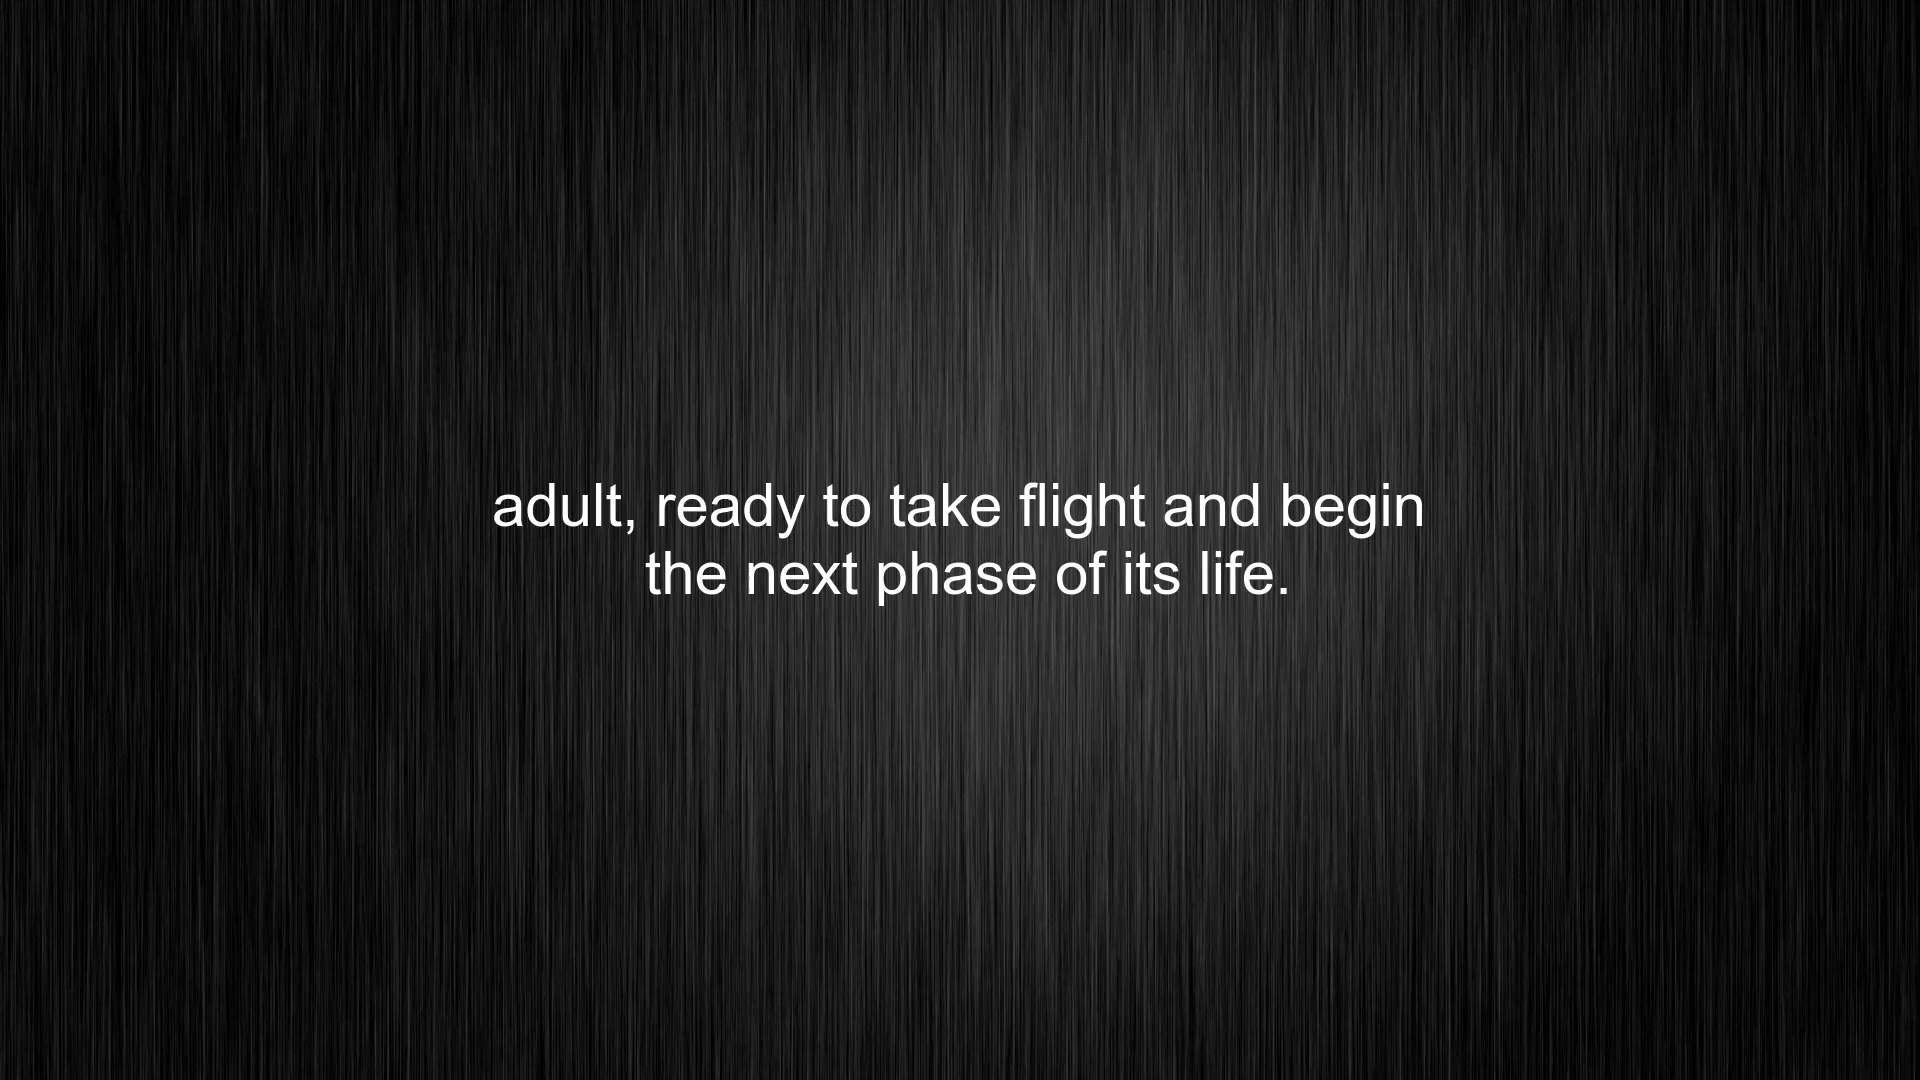 adult, ready to take flight and begin
the next phase of its life.